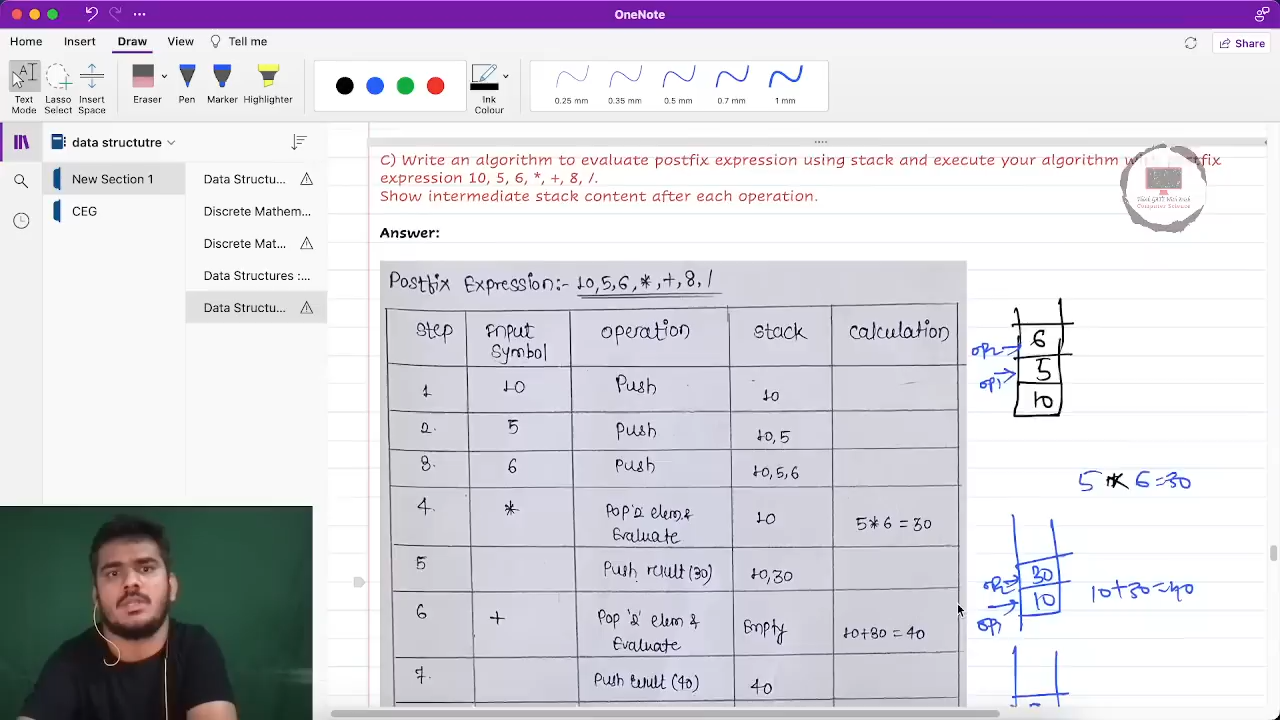 OneNote
Home Insert Draw View Tell me
Share
Text Mode
Lasso Select
Insert Space
Eraser
Pen
Marker
Highlighter
Ink Colour
0.25 mm
0.35 mm
0.5 mm
0.7 mm
1 mm
data structutre
New Section 1
CEG
Data Structu...
Discrete Mathem...
Discrete Mat...
Data Structures :...
Data Structu...
C) Write an algorithm to evaluate postfix expression using stack and execute your algorithm
expression 10, 5, 6, *, +, 8, /.
Show intermediate stack content after each operation.
Answer:
Computer Science
Postfix Expression:- 10,5,6,*,+,8,/
Step Input Symbol operation Stack calculation
1 10 Push 10
2. 5 Push 10,5
3. 6 Push 10,5,6
4. * Pop '2' elem & Evaluate 10 5*6=30
5 Push result (30) 10,30
6 + Pop '2' elem & Evaluate Empty 10+30=40
7. Push result (40) 40
op2 → 6
op1 → 5
10
5 * 6=30
op2 → 30
op1 → 10
10+30=40